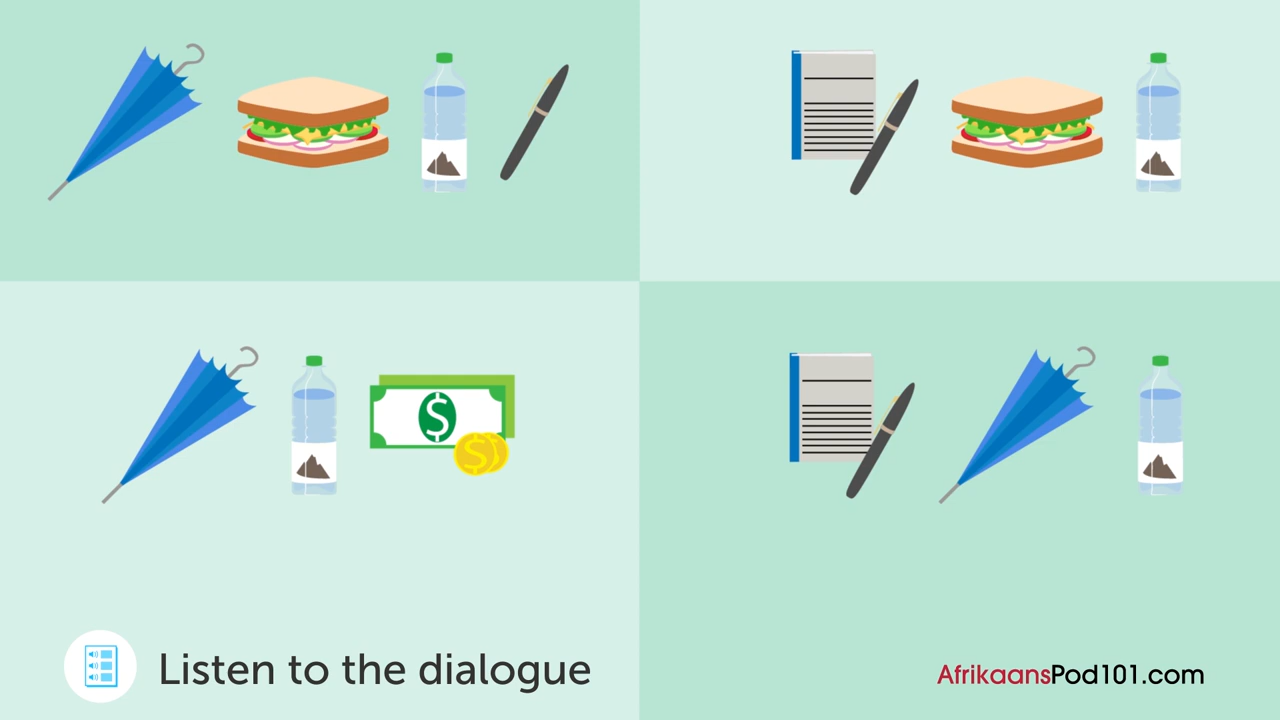 $
$
Listen to the dialogue
AfrikaansPod101.com